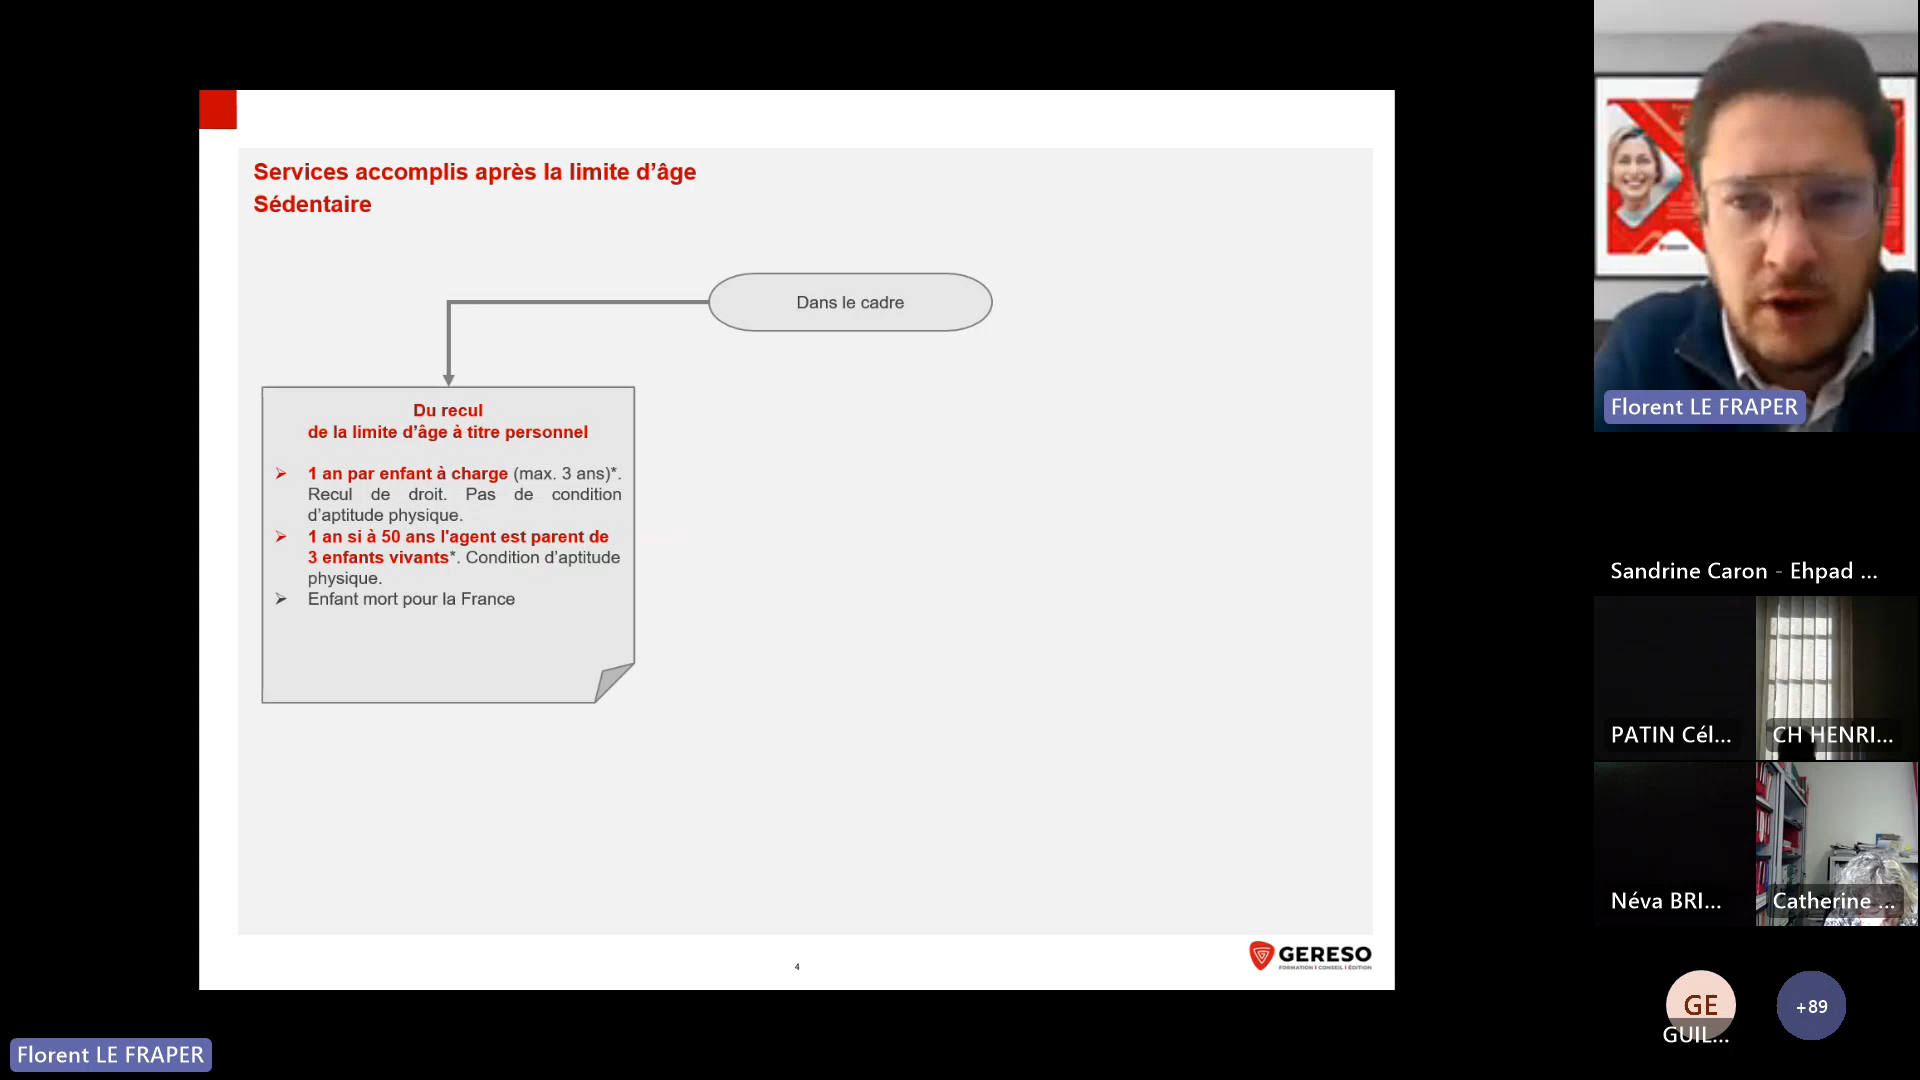 Services accomplis après la limite d'âge
Sédentaire
Dans le cadre
Du recul
de la limite d'âge à titre personnel
➢ 1 an par enfant à charge (max. 3 ans)*.
Recul de droit. Pas de condition
d'aptitude physique.
➢ 1 an si à 50 ans l'agent est parent de
3 enfants vivants*. Condition d'aptitude
physique.
➢ Enfant mort pour la France
4
GERESO
FORMATION I CONSEIL I ÉDITION
Florent LE FRAPER
Florent LE FRAPER
Sandrine Caron - Ehpad ...
PATIN Cél...
CH HENRI...
Néva BRI...
Catherine ...
GE
GUIL...
+89